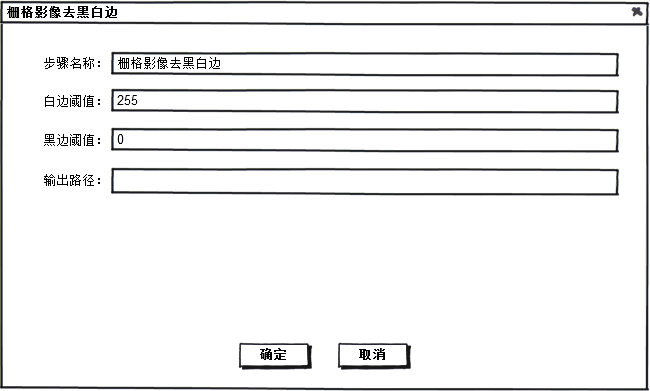 栅格影像去黑白边
步骤名称： 栅格影像去黑白边
白边阈值： 255
黑边阈值： 0
输出路径：
确定 取消